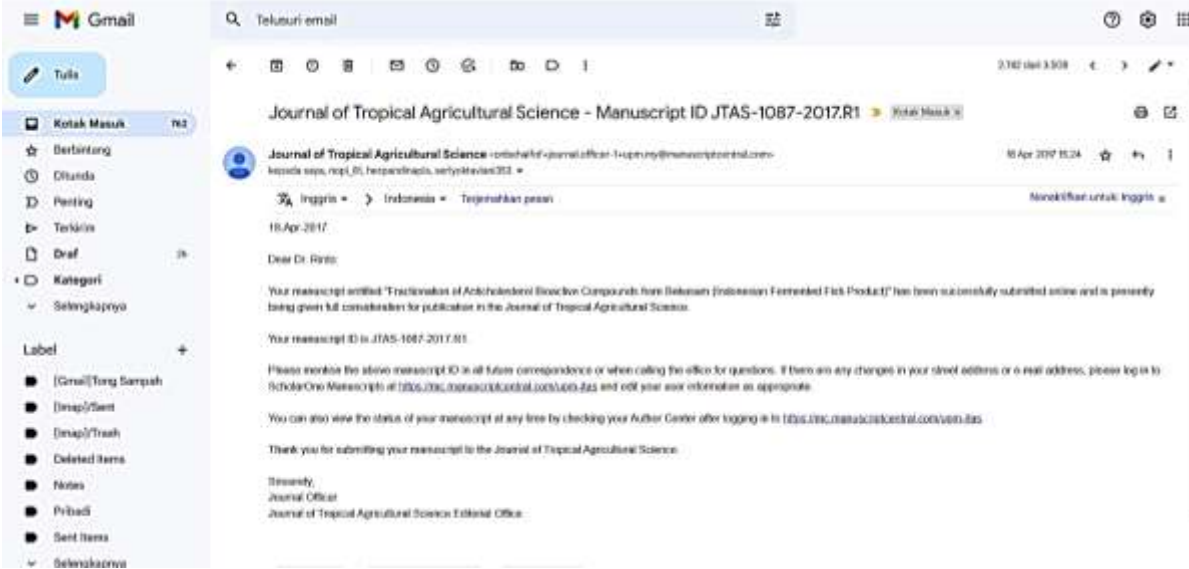 Gmail
Telusuri email
Tulis
2.762 dari 3.509
Kotak Masuk 762
Berbintang
Ditunda
Penting
Terkirim
Draf
Kategori
Selengkapnya
Label
[Gmail]Tong Sampah
[Imap]/Sent
[Imap]/Trash
Deleted Items
Notes
Pribadi
Sent Items
Selengkapnya
Journal of Tropical Agricultural Science - Manuscript ID JTAS-1087-2017.R1 Kotak Masuk x
Journal of Tropical Agricultural Science
18 Apr 2017 15.24
kepada saya,
Inggris Indonesia Terjemahkan pesan
Nonaktifkan untuk: Inggris x
18-Apr-2017
Dear Dr. Rinto:
Your manuscript entitled "Fractionation of Anticholesterol Bioactive Compounds from Bekasam (Indonesian Fermented Fish Product)" has been successfully submitted online and is presently
being given full consideration for publication in the Journal of Tropical Agricultural Science.
Your manuscript ID is JTAS-1087-2017.R1.
Please mention the above manuscript ID in all future correspondence or when calling the office for questions. If there are any changes in your street address or e-mail address, please log in to
ScholarOne Manuscripts at https://mc.manuscriptcentral.com/upm-jtas and edit your user information as appropriate.
You can also view the status of your manuscript at any time by checking your Author Center after logging in to https://mc.manuscriptcentral.com/upm-jtas.
Thank you for submitting your manuscript to the Journal of Tropical Agricultural Science.
Sincerely,
Journal Officer
Journal of Tropical Agricultural Science Editorial Office